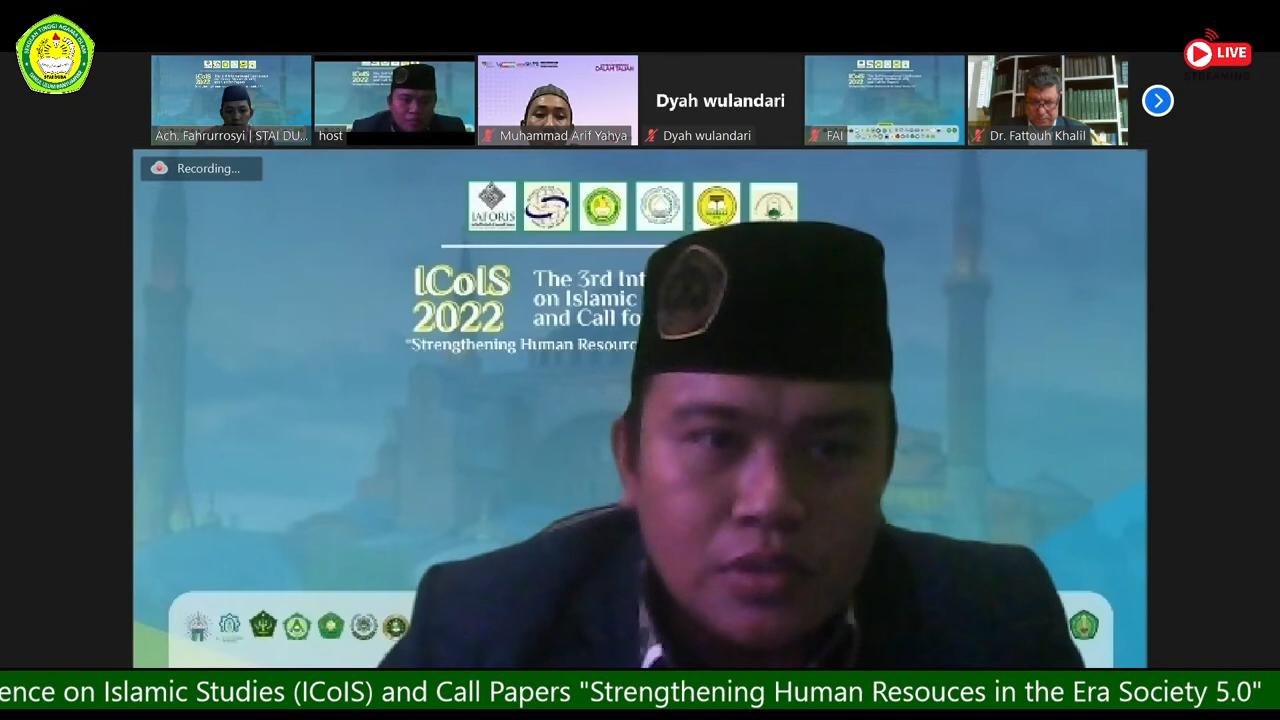 LIVE
STREAMING
Dyah wulandari
Ach. Fahrurrosyi | STAI DU...
host
Muhammad Arif Yahya
Dyah wulandari
FAI
Dr. Fattouh Khalil
Recording...
IAFORIS
ICoIS
2022
The 3rd Int
on Islamic
and Call fo
"Strengthening Human Resourc
ence on Islamic Studies (ICoIS) and Call Papers "Strengthening Human Resouces in the Era Society 5.0"